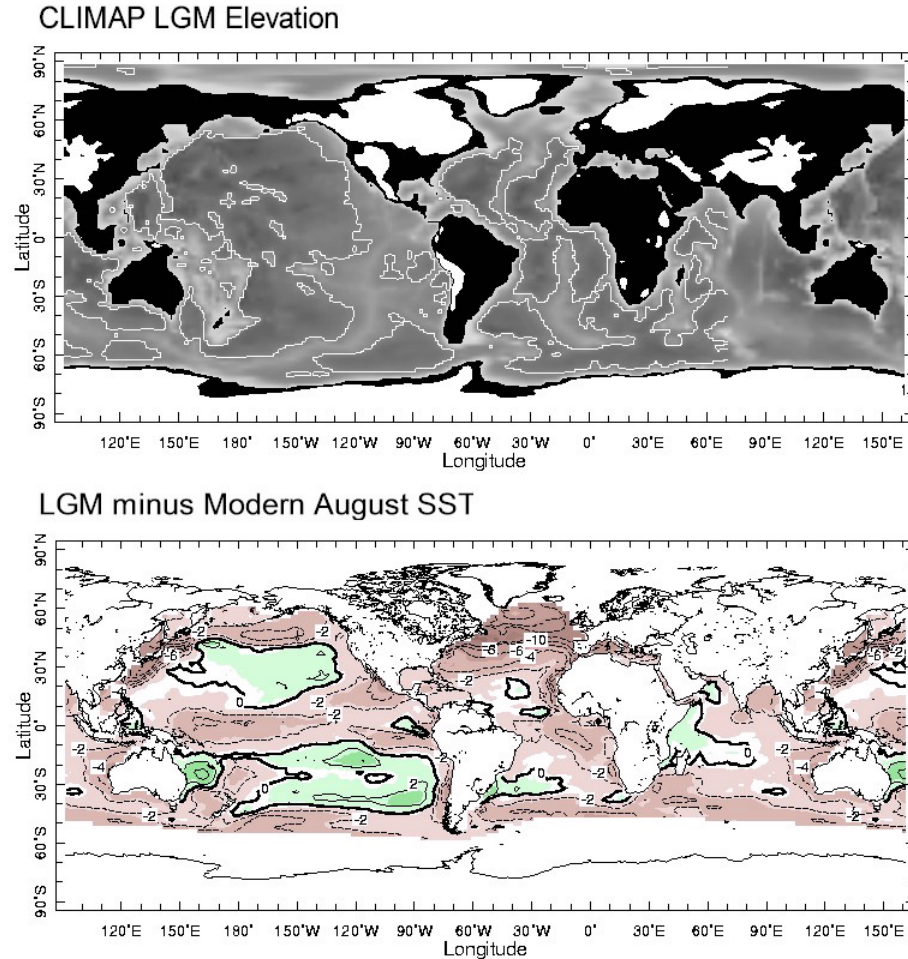 CLIMAP LGM Elevation
90°N
60°N
30°N
0°
30°S
60°S
90°S
Latitude
120°E 150°E 180° 150°W 120°W 90°W 60°W 30°W 0° 30°E 60°E 90°E 120°E
Longitude
LGM minus Modern August SST
90°N
60°N
30°N
0°
30°S
60°S
90°S
Latitude
-2 -2 -10 -2
-6 -6 -6 -4 -6
-2
0 -2 -2
-2 0
-2 -2 -2
-4 0 -4
0 2 -2 -2
-2 -2 -2
120°E 150°E 180° 150°W 120°W 90°W 60°W 30°W 0° 30°E 60°E 90°E 120°E
Longitude